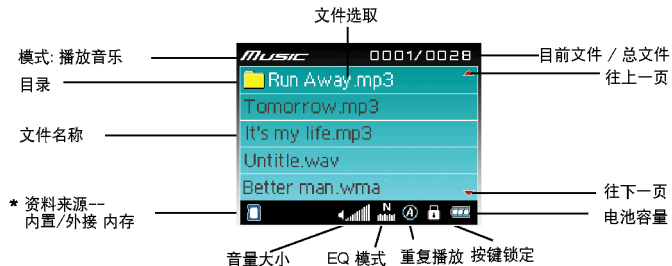 文件选取
模式: 播放音乐
Music 0001/0028
目前文件 / 总文件
目录
Run Away.mp3
往上一页
Tomorrow.mp3
文件名称
It's my life.mp3
Untitle.wav
Better man.wma
往下一页
* 资料来源--
内置/外接 内存
N
A
电池容量
音量大小
EQ 模式
重复播放
按键锁定